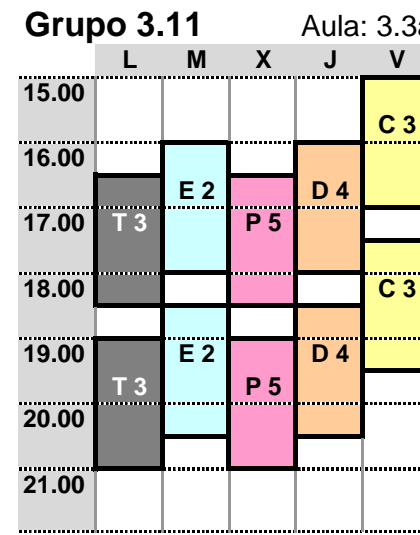 Grupo 3.11 Aula: 3.3a
L M X J V
15.00
C 3
16.00
E 2 D 4
17.00 T 3 P 5
18.00 C 3
19.00 E 2 D 4
T 3 P 5
20.00
21.00